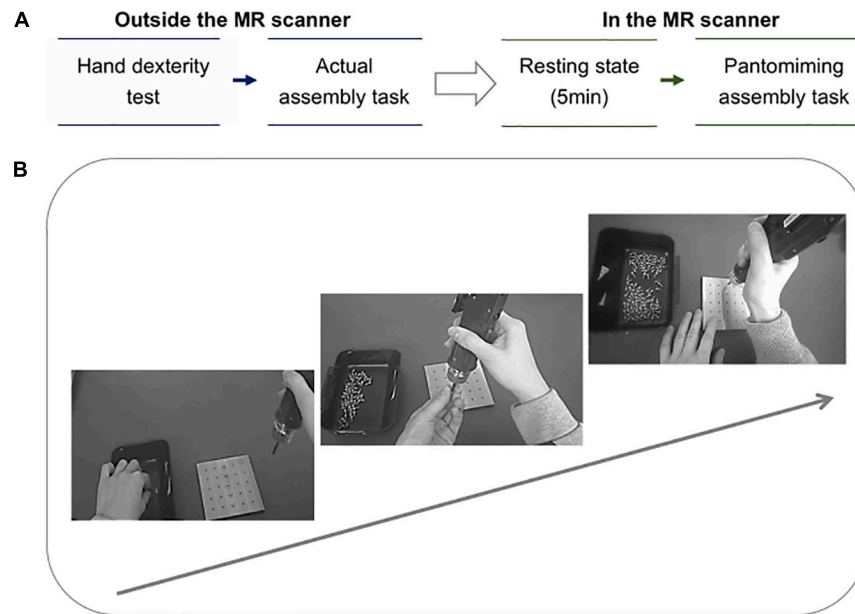 A
Outside the MR scanner
In the MR scanner
Hand dexterity
test
Actual
assembly task
Resting state
(5min)
Pantomiming
assembly task
B